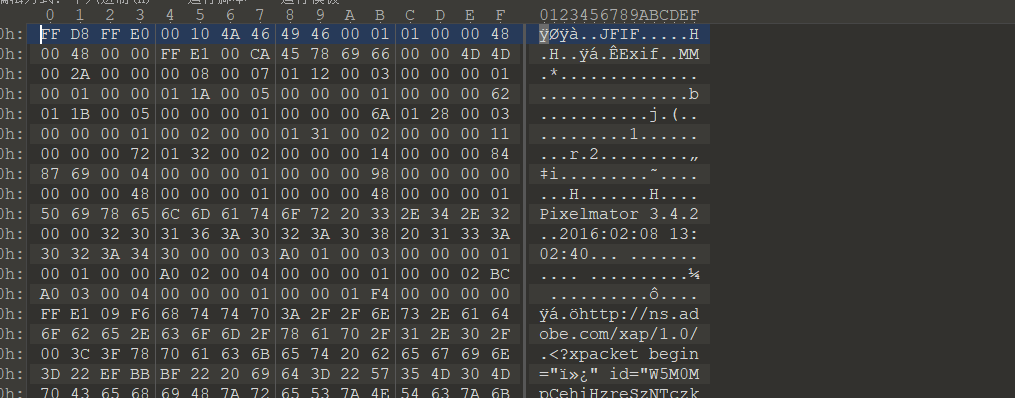 0 1 2 3 4 5 6 7 8 9 A B C D E F 0123456789ABCDEF
0h: FF D8 FF E0 00 10 4A 46 49 46 00 01 01 00 00 48 ÿØÿà..JFIF.....H
0h: 00 48 00 00 FF E1 00 CA 45 78 69 66 00 00 4D 4D .H..ÿá.ÊExif..MM
0h: 00 2A 00 00 00 08 00 07 01 12 00 03 00 00 00 01 .*..............
0h: 00 01 00 00 01 1A 00 05 00 00 00 01 00 00 00 62 ...............b
0h: 01 1B 00 05 00 00 00 01 00 00 00 6A 01 28 00 03 ...........j.(..
0h: 00 00 00 01 00 02 00 00 01 31 00 02 00 00 00 11 .........1......
0h: 00 00 00 72 01 32 00 02 00 00 00 14 00 00 00 84 ...r.2.........„
0h: 87 69 00 04 00 00 00 01 00 00 00 98 00 00 00 00 ‡i.........˜....
0h: 00 00 00 48 00 00 00 01 00 00 00 48 00 00 00 01 ...H.......H....
0h: 50 69 78 65 6C 6D 61 74 6F 72 20 33 2E 34 2E 32 Pixelmator 3.4.2
0h: 00 00 32 30 31 36 3A 30 32 3A 30 38 20 31 33 3A ..2016:02:08 13:
0h: 30 32 3A 34 30 00 00 03 A0 01 00 03 00 00 00 01 02:40... .......
0h: 00 01 00 00 A0 02 00 04 00 00 00 01 00 00 02 BC .... ..........¼
0h: A0 03 00 04 00 00 00 01 00 00 01 F4 00 00 00 00 ..........ô....
0h: FF E1 09 F6 68 74 74 70 3A 2F 2F 6E 73 2E 61 64 ÿá.öhttp://ns.ad
0h: 6F 62 65 2E 63 6F 6D 2F 78 61 70 2F 31 2E 30 2F obe.com/xap/1.0/
0h: 00 3C 3F 78 70 61 63 6B 65 74 20 62 65 67 69 6E .<?xpacket begin
0h: 3D 22 EF BB BF 22 20 69 64 3D 22 57 35 4D 30 4D ="ï»¿" id="W5M0M
0h: 70 43 65 68 69 48 7A 72 65 53 7A 4E 54 63 7A 6B pCehiHzreSzNTczk